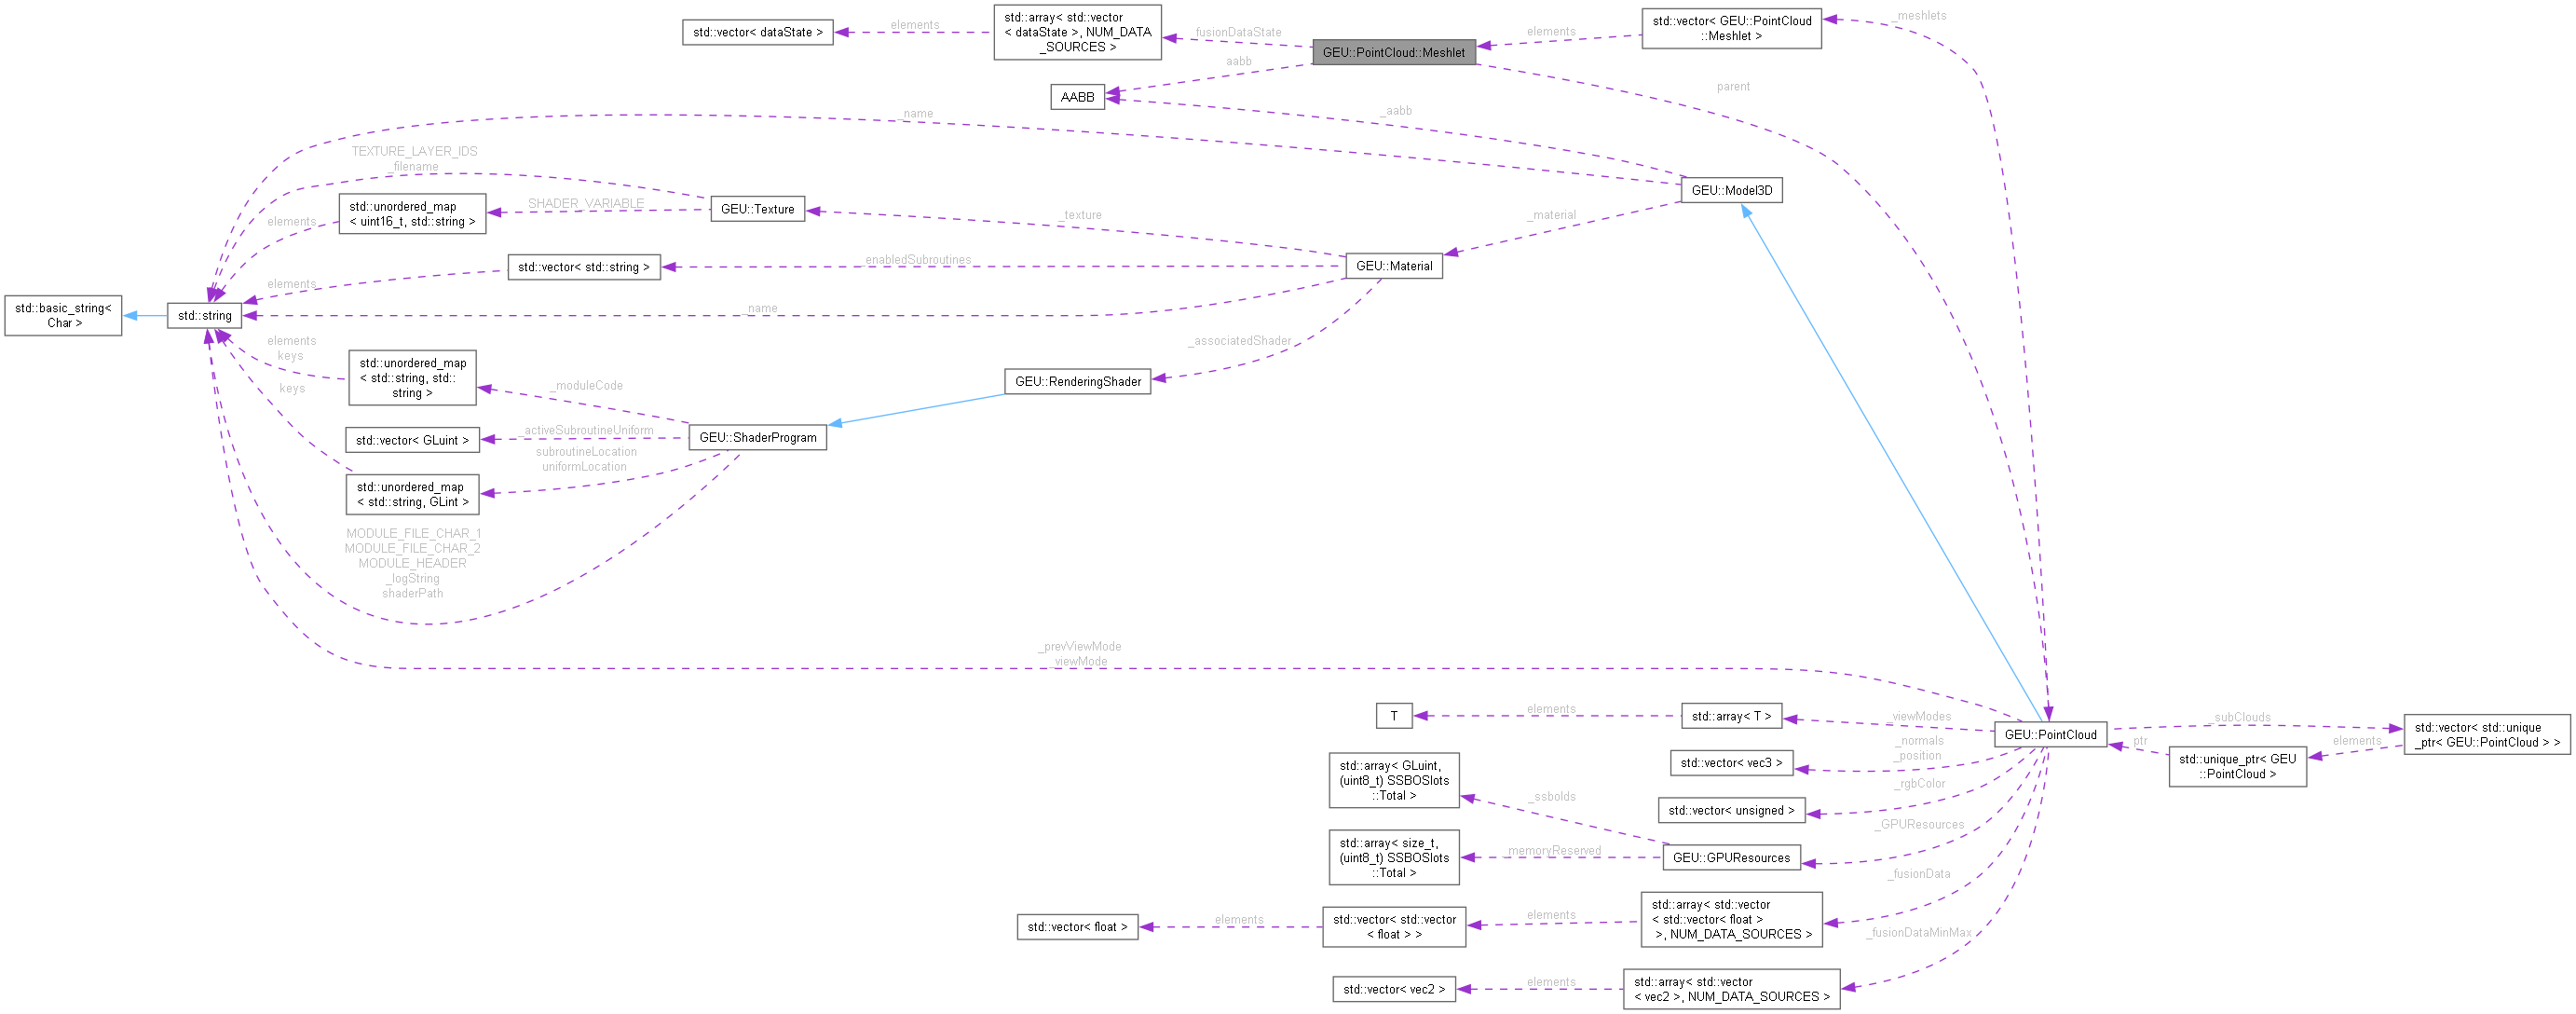 std::vector< dataState >
elements
std::array< std::vector
< dataState >, NUM_DATA
_SOURCES >
fusionDataState
GEU::PointCloud::Meshlet
elements
std::vector< GEU::PointCloud
::Meshlet >
_meshlets
aabb
AABB
parent
_name
_aabb
TEXTURE_LAYER_IDS
_filename
std::unordered_map
< uint16_t, std::string >
SHADER_VARIABLE
GEU::Texture
GEU::Model3D
elements
_texture
_material
std::vector< std::string >
_enabledSubroutines
GEU::Material
elements
std::basic_string<
Char >
std::string
_name
elements
keys
std::unordered_map
< std::string, std::
string >
_associatedShader
keys
_moduleCode
GEU::RenderingShader
std::vector< GLuint >
_activeSubroutineUniform
GEU::ShaderProgram
subroutineLocation
uniformLocation
std::unordered_map
< std::string, GLint >
MODULE_FILE_CHAR_1
MODULE_FILE_CHAR_2
MODULE_HEADER
_logString
shaderPath
_prevViewMode
_viewMode
T
elements
std::array< T >
_viewModes
GEU::PointCloud
_subClouds
std::vector< std::unique
_ptr< GEU::PointCloud > >
std::vector< vec3 >
_normals
_position
ptr
std::unique_ptr< GEU
::PointCloud >
elements
std::array< GLuint,
(uint8_t) SSBOSlots
::Total >
_ssboIds
std::vector< unsigned >
_rgbColor
std::array< size_t,
(uint8_t) SSBOSlots
::Total >
_memoryReserved
GEU::GPUResources
_GPUResources
_fusionData
std::vector< float >
elements
std::vector< std::vector
< float > >
elements
std::array< std::vector
< std::vector< float >
>, NUM_DATA_SOURCES >
_fusionDataMinMax
std::vector< vec2 >
elements
std::array< std::vector
< vec2 >, NUM_DATA_SOURCES >